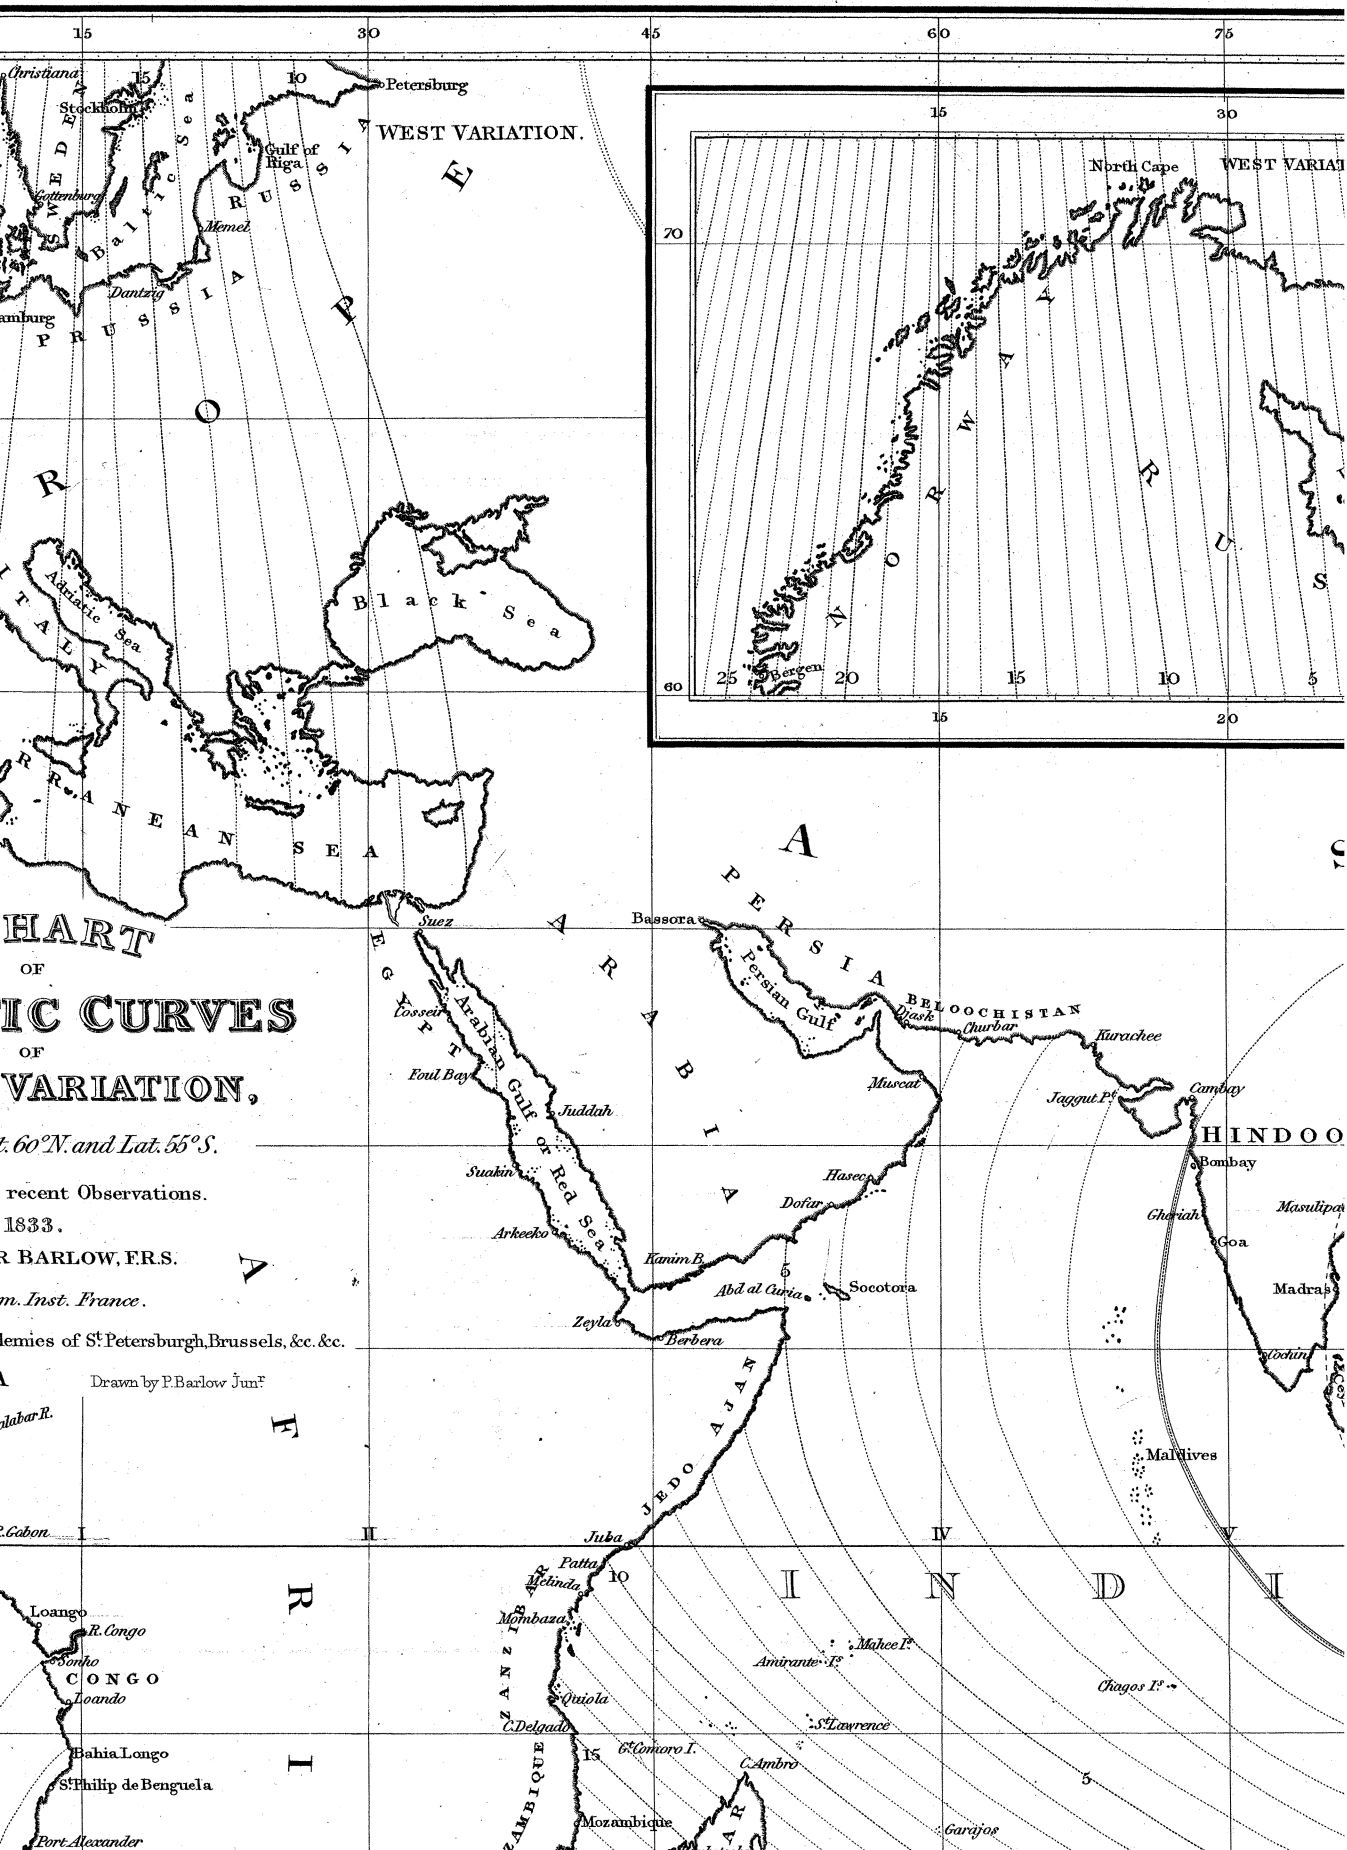 15 30 45 60 75
Christiana
15
10
Petersburg
Stockholm
WEST VARIATION.
SWEDEN
Baltic Sea
Gulf of
Riga
RUSSIA
Gottenburg
Memel
Dantzig
amburg
PRUSSIA
E
P
O
R
15 30
North Cape
WEST VARIAT
70
NORWAY
R
U
S
Bergen
25 20 15 10 5
60
15 20
ITALY
Adriatic Sea
Black Sea
RRANEAN SEA
A
S
PERSIA
Bassora
Suez
EGYPT
ARABIA
HART
OF
TIC CURVES
OF
VARIATION,
t. 60° N. and Lat. 55° S.
recent Observations.
1833.
R BARLOW, F.R.S.
m. Inst. France.
demies of St. Petersburgh, Brussels, &c. &c.
Drawn by P. Barlow Junr.
Persian Gulf
BELOOCHISTAN
Djask
Churbar
Kurachee
Cosseir
Arabian Gulf or Red Sea
Foul Bay
Muscat
Jaggut Pt.
Cambay
Juddah
HINDOO
Bombay
Suakin
Hasec
Dofar
Gheriah
Masulipa
Goa
Arkeeko
Kanim B.
5
Abd al Curia
Socotora
Madras
Zeyla
Berbera
Cochin
A
F
R
I
AJAN
JEDO
alabar R.
Maldives
R. Gabon
I II IV V
Juba
Patta
10
Melinda
I N D I
Loango
Mombaza
R. Congo
Mahee Is.
Amirante Is.
Sonho
CONGO
ZANZIBAR
Chagos Is.
Loando
Quiola
C. Delgado
St. Lawrence
Bahia Longo
15
Gt. Comoro I.
C. Ambro
5
St. Philip de Benguela
ZAMBIQUE
Mozambique
AR
Garajos
Port Alexander